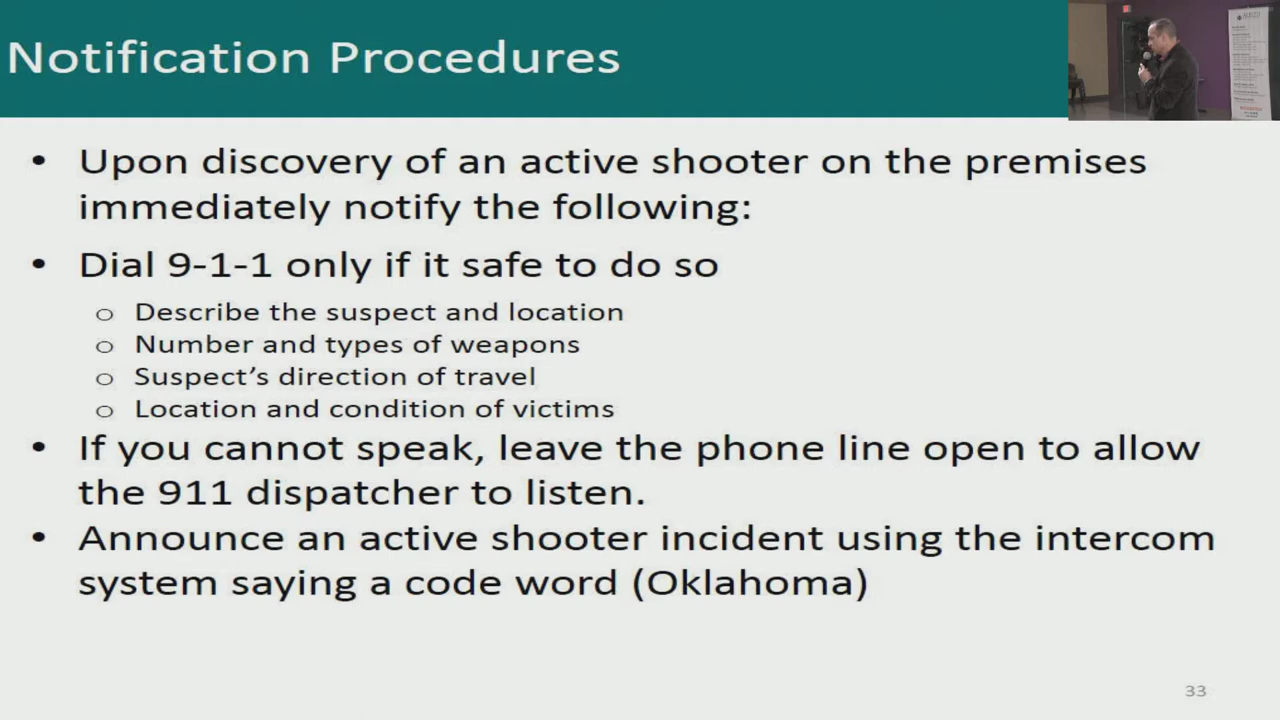 Notification Procedures
• Upon discovery of an active shooter on the premises
immediately notify the following:
• Dial 9-1-1 only if it safe to do so
o Describe the suspect and location
o Number and types of weapons
o Suspect's direction of travel
o Location and condition of victims
• If you cannot speak, leave the phone line open to allow
the 911 dispatcher to listen.
• Announce an active shooter incident using the intercom
system saying a code word (Oklahoma)
33